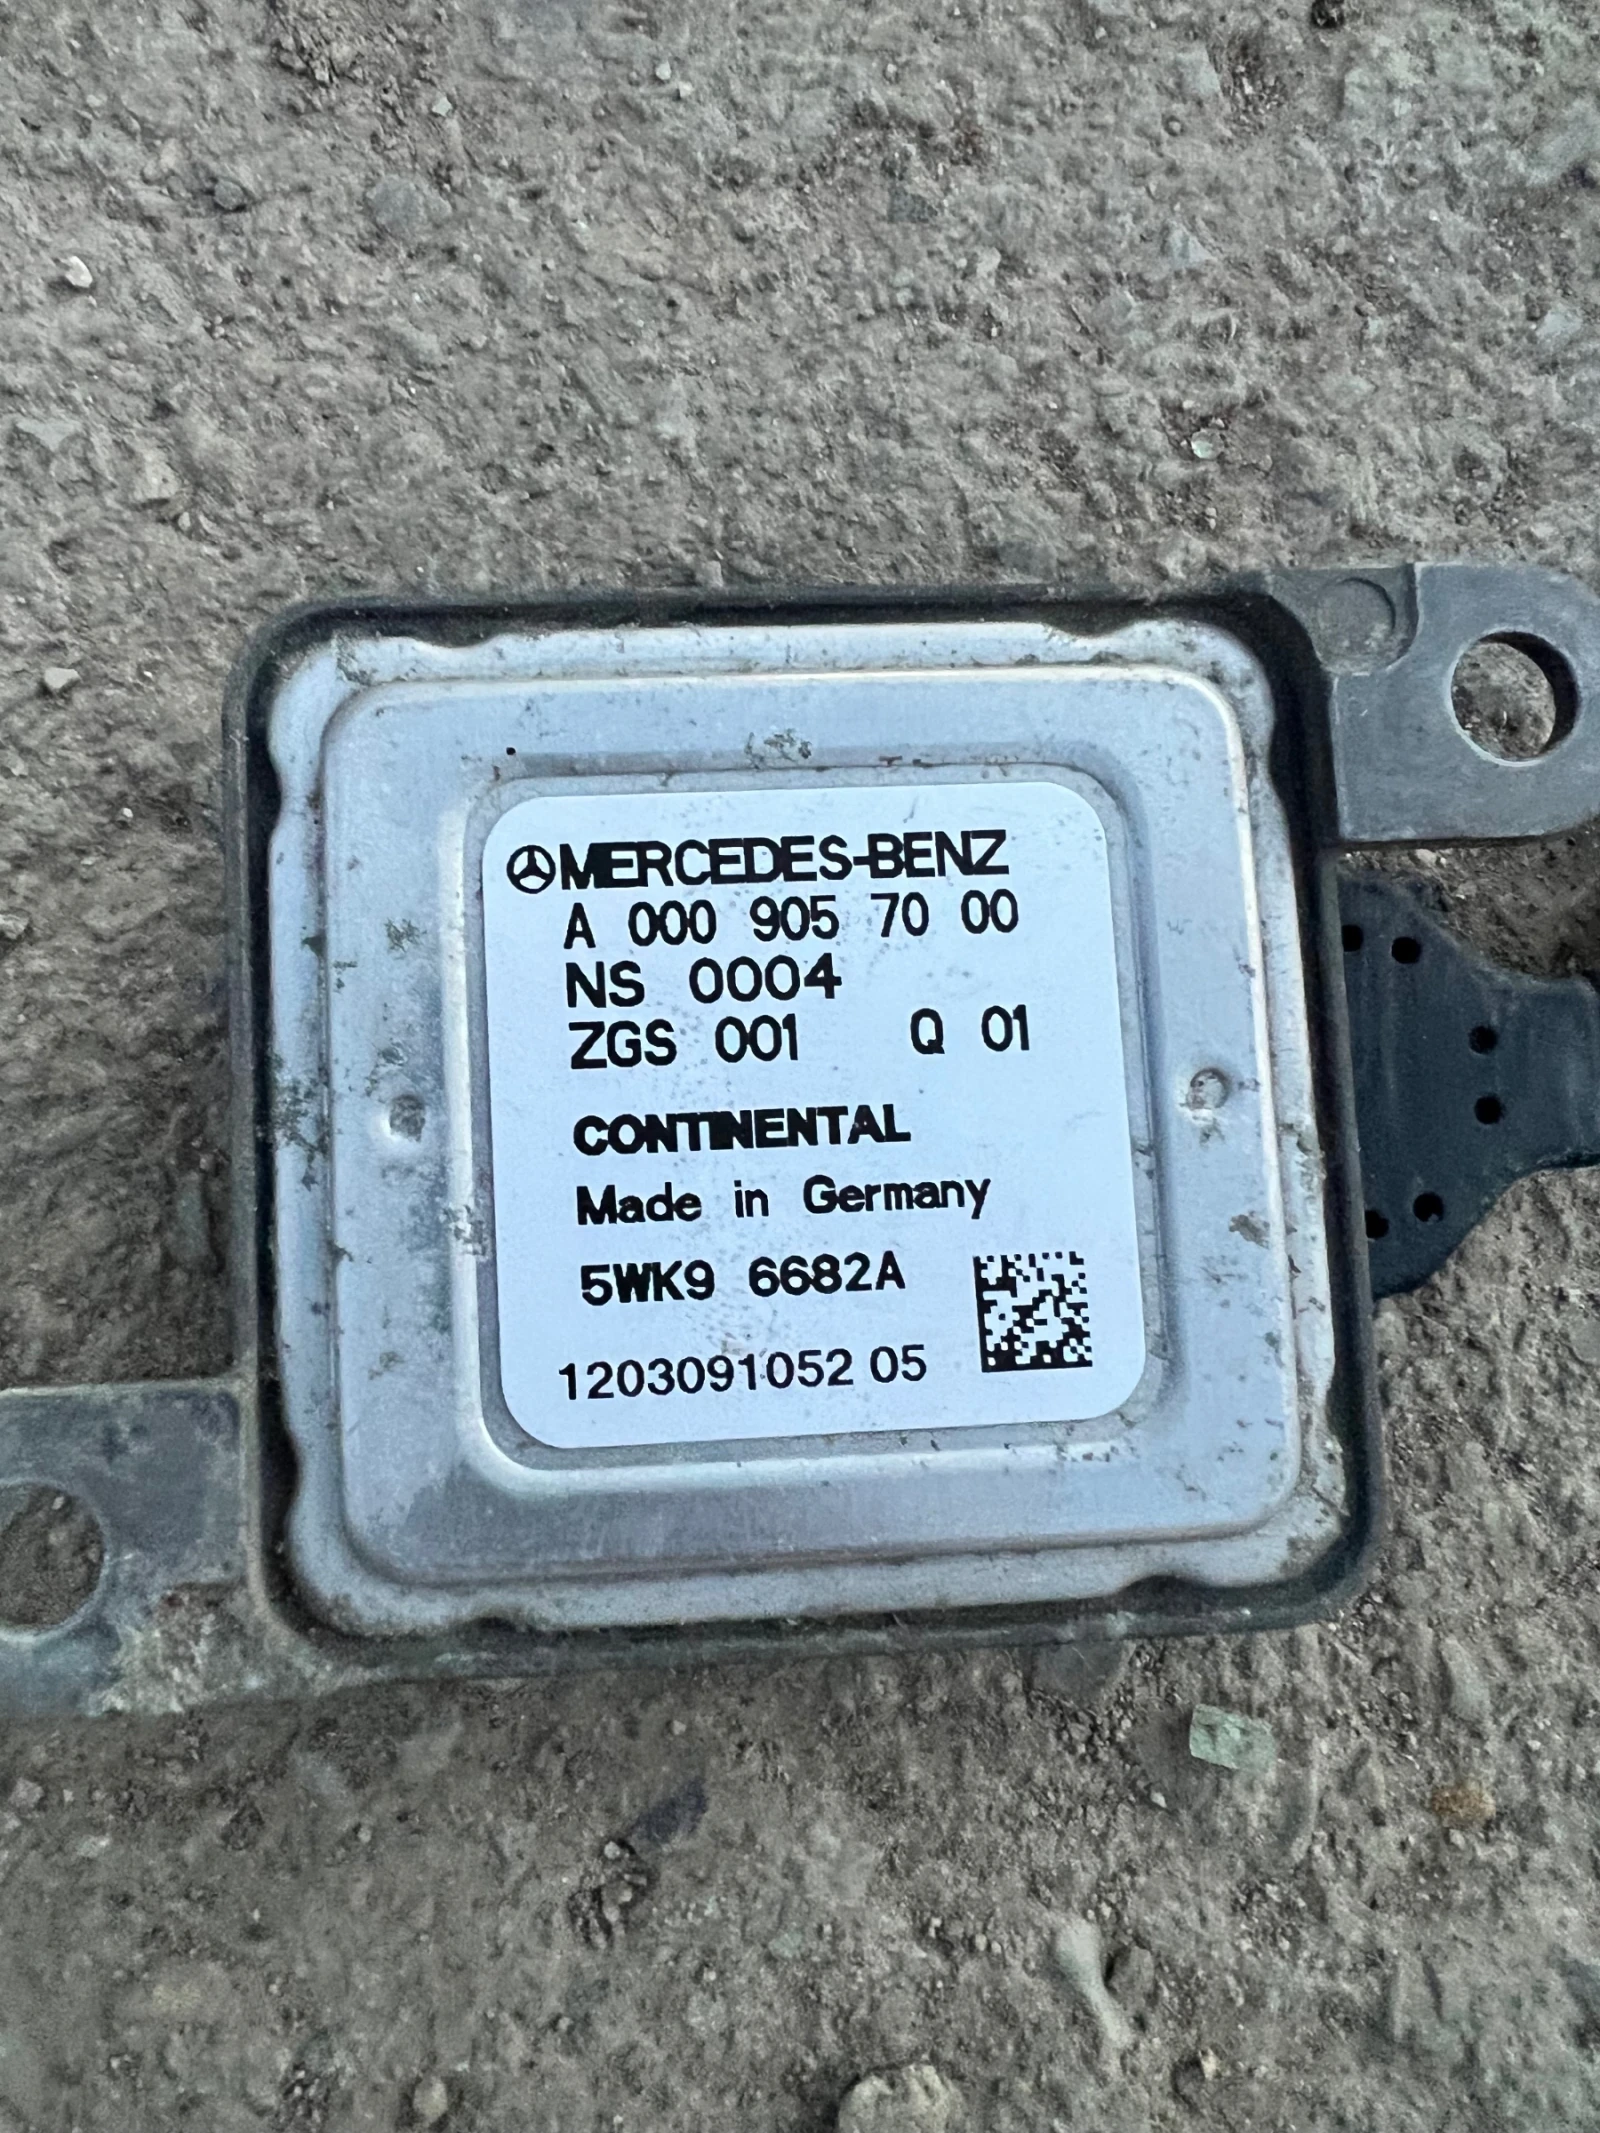 MERCEDES-BENZ
A 000 905 70 00
NS 0004
ZGS 001 Q 01
CONTINENTAL
Made in Germany
5WK9 6682A
1203091052 05